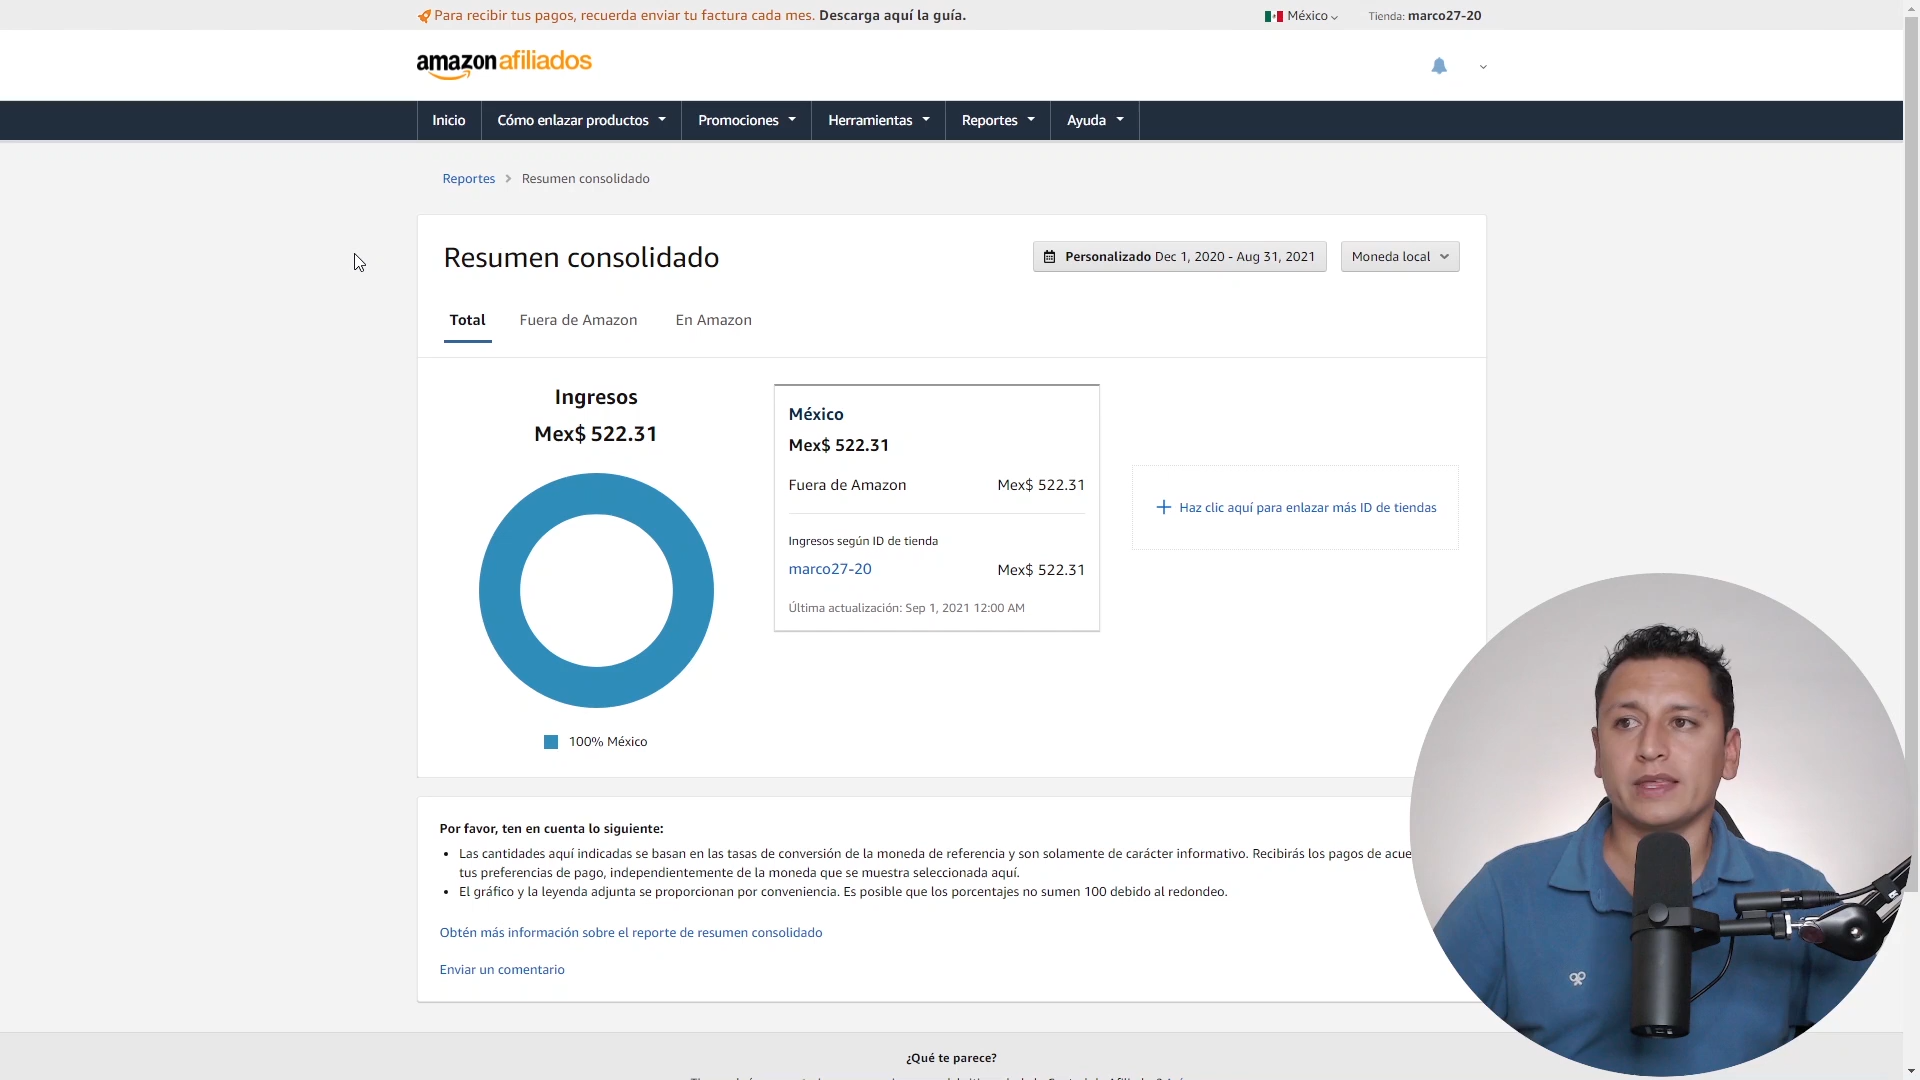 Para recibir tus pagos, recuerda enviar tu factura cada mes. Descarga aquí la guía.
México
Tienda: marco27-20
amazonafiliados
Inicio
Cómo enlazar productos
Promociones
Herramientas
Reportes
Ayuda
Reportes
Resumen consolidado
Resumen consolidado
Personalizado Dec 1, 2020 - Aug 31, 2021
Moneda local
Total
Fuera de Amazon
En Amazon
Ingresos
Mex$ 522.31
100% México
México
Mex$ 522.31
Fuera de Amazon
Mex$ 522.31
Ingresos según ID de tienda
marco27-20
Mex$ 522.31
Última actualización: Sep 1, 2021 12:00 AM
Haz clic aquí para enlazar más ID de tiendas
Por favor, ten en cuenta lo siguiente:
Las cantidades aquí indicadas se basan en las tasas de conversión de la moneda de referencia y son solamente de carácter informativo. Recibirás los pagos de acue
tus preferencias de pago, independientemente de la moneda que se muestra seleccionada aquí.
El gráfico y la leyenda adjunta se proporcionan por conveniencia. Es posible que los porcentajes no sumen 100 debido al redondeo.
Obtén más información sobre el reporte de resumen consolidado
Enviar un comentario
¿Qué te parece?